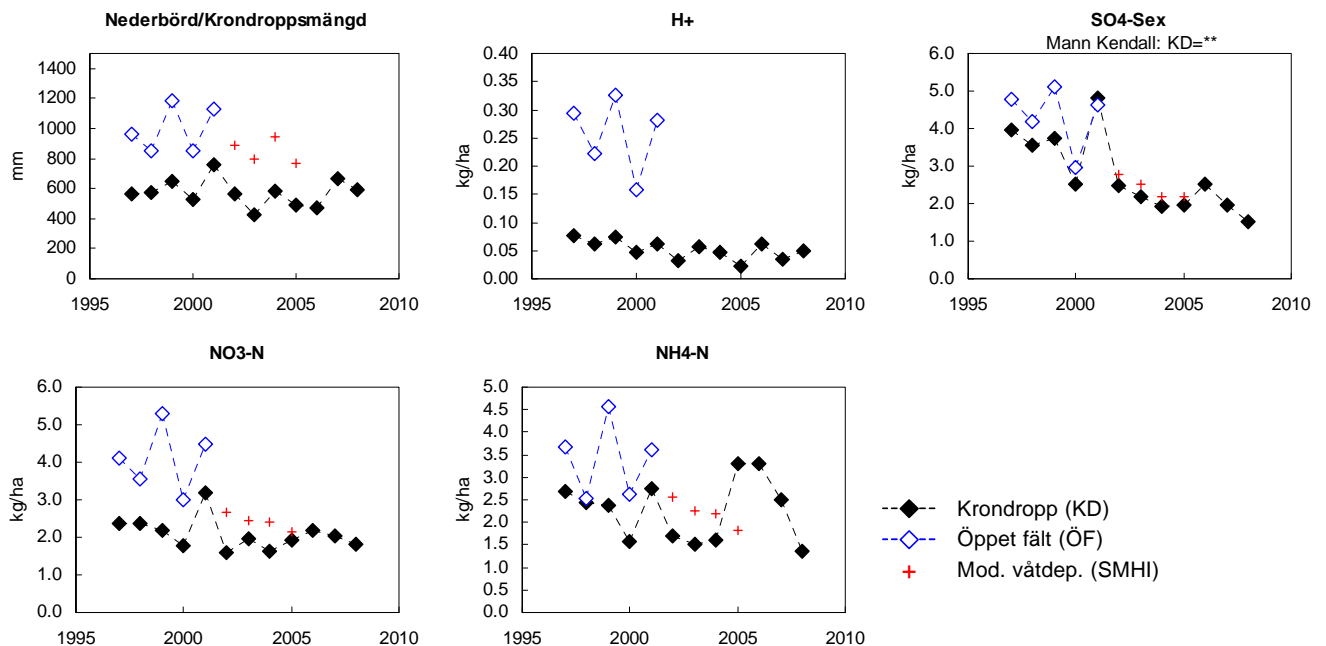 Nederbörd/Krondroppsmängd
1400
1200
1000
800
600
400
200
0
mm
1995 2000 2005 2010
H+
0.40
0.35
0.30
0.25
0.20
0.15
0.10
0.05
0.00
kg/ha
1995 2000 2005 2010
SO4-Sex
Mann Kendall: KD=**
6.0
5.0
4.0
3.0
2.0
1.0
0.0
kg/ha
1995 2000 2005 2010
NO3-N
6.0
5.0
4.0
3.0
2.0
1.0
0.0
kg/ha
1995 2000 2005 2010
NH4-N
5.0
4.5
4.0
3.5
3.0
2.5
2.0
1.5
1.0
0.5
0.0
kg/ha
1995 2000 2005 2010
Krondropp (KD)
Öppet fält (ÖF)
Mod. våtdep. (SMHI)